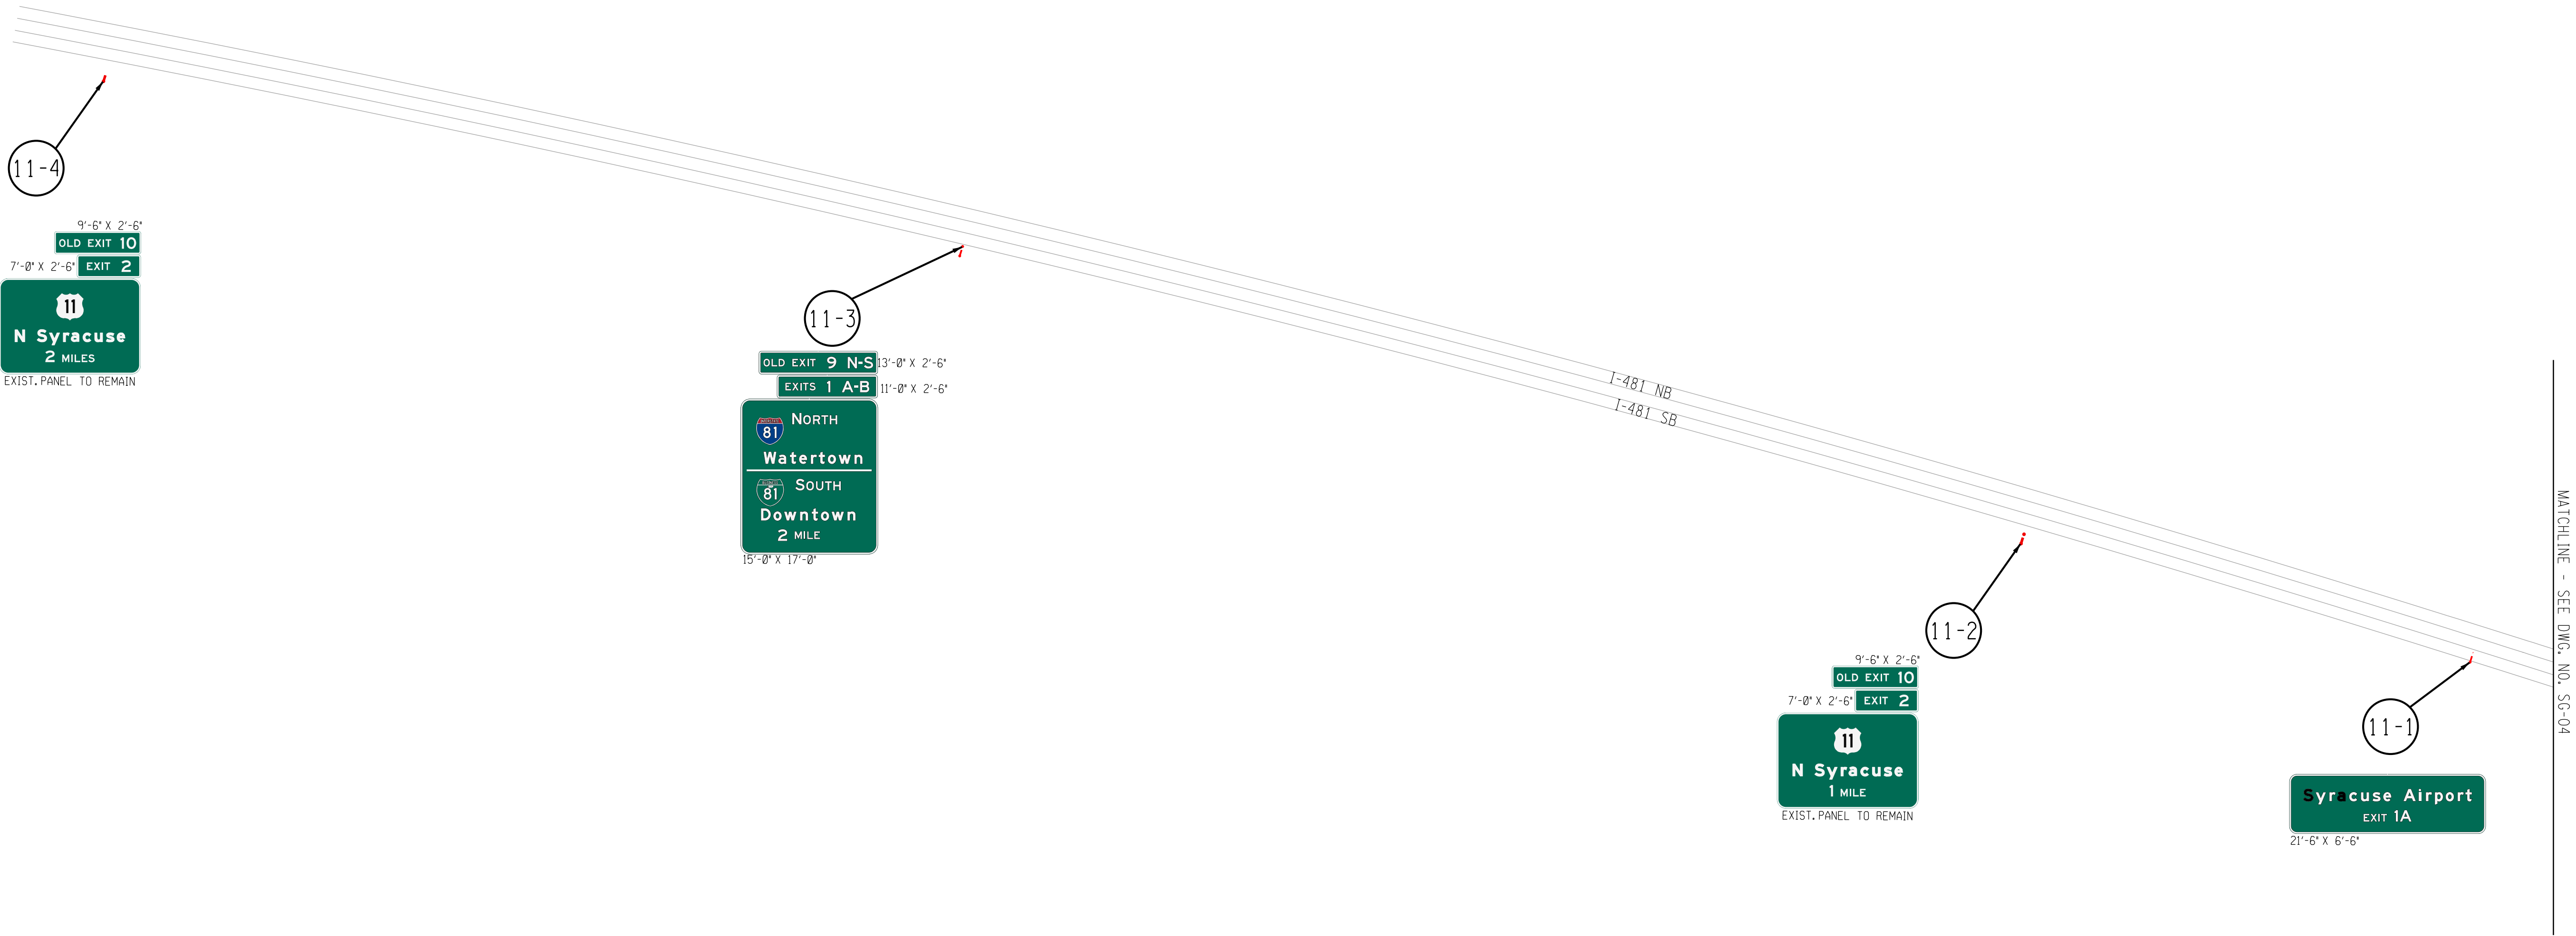 11-4
9'-6" X 2'-6"
OLD EXIT 10
7'-0" X 2'-6"
EXIT 2
11
N Syracuse
2 MILES
EXIST. PANEL TO REMAIN
11-3
OLD EXIT 9 N-S
13'-0" X 2'-6"
EXITS 1 A-B
11'-0" X 2'-6"
81
NORTH
Watertown
81
SOUTH
Downtown
2 MILE
15'-0" X 17'-0"
I-481 NB
I-481 SB
11-2
9'-6" X 2'-6"
OLD EXIT 10
7'-0" X 2'-6"
EXIT 2
11
N Syracuse
1 MILE
EXIST. PANEL TO REMAIN
11-1
Syracuse Airport
EXIT 1A
21'-6" X 6'-6"
MATCHLINE - SEE DWG. NO. SG-04